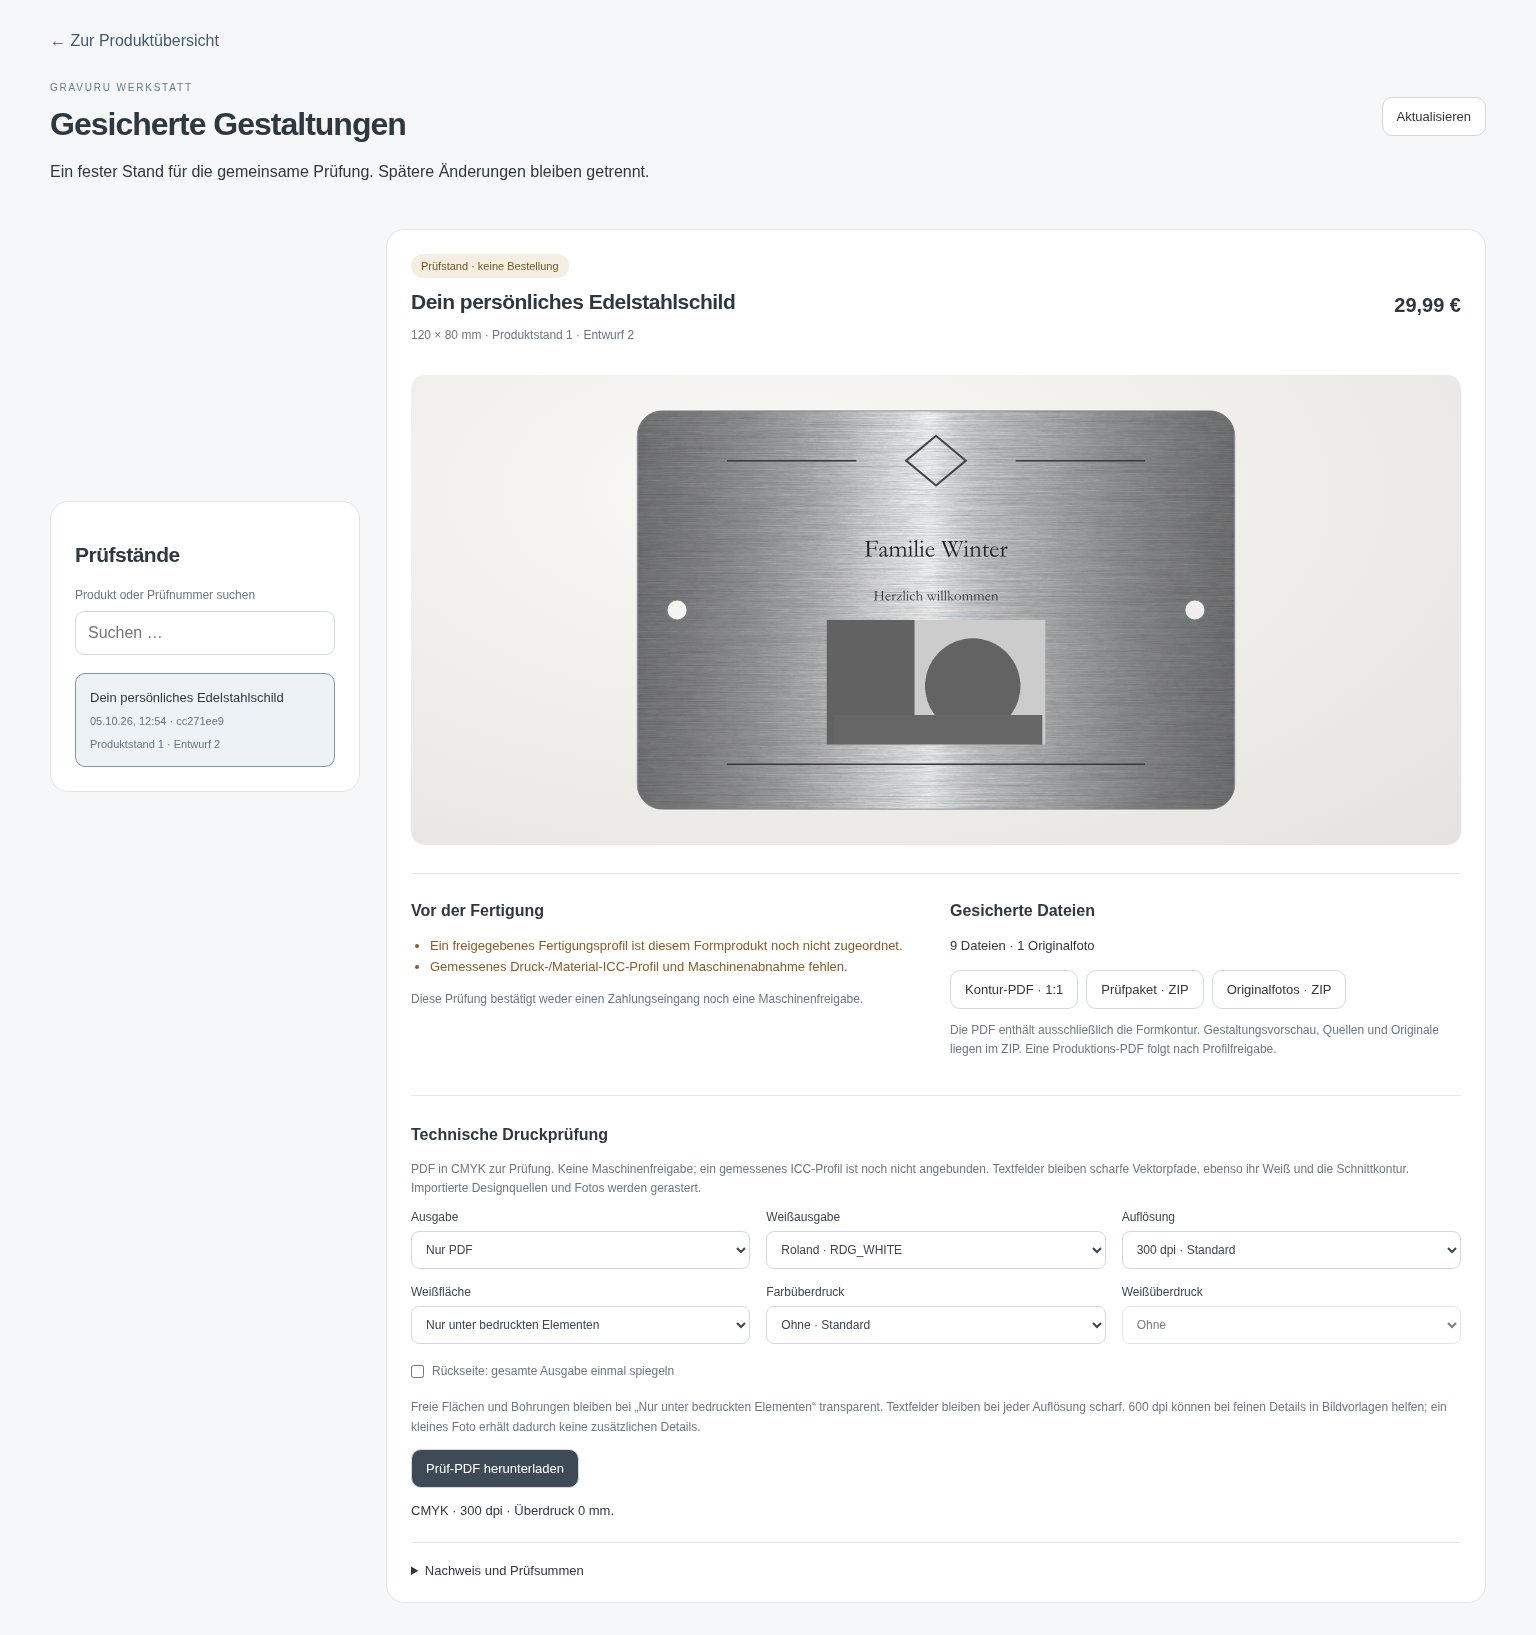 ← Zur Produktübersicht
GRAVURU WERKSTATT
Gesicherte Gestaltungen
Aktualisieren
Ein fester Stand für die gemeinsame Prüfung. Spätere Änderungen bleiben getrennt.
Prüfstände
Produkt oder Prüfnummer suchen
Suchen …
Dein persönliches Edelstahlschild
05.10.26, 12:54 · cc271ee9
Produktstand 1 · Entwurf 2
Prüfstand · keine Bestellung
Dein persönliches Edelstahlschild
29,99 €
120 × 80 mm · Produktstand 1 · Entwurf 2
Familie Winter
Herzlich willkommen
Vor der Fertigung
• Ein freigegebenes Fertigungsprofil ist diesem Formprodukt noch nicht zugeordnet.
• Gemessenes Druck-/Material-ICC-Profil und Maschinenabnahme fehlen.
Diese Prüfung bestätigt weder einen Zahlungseingang noch eine Maschinenfreigabe.
Gesicherte Dateien
9 Dateien · 1 Originalfoto
Kontur-PDF · 1:1
Prüfpaket · ZIP
Originalfotos · ZIP
Die PDF enthält ausschließlich die Formkontur. Gestaltungsvorschau, Quellen und Originale
liegen im ZIP. Eine Produktions-PDF folgt nach Profilfreigabe.
Technische Druckprüfung
PDF in CMYK zur Prüfung. Keine Maschinenfreigabe; ein gemessenes ICC-Profil ist noch nicht angebunden. Textfelder bleiben scharfe Vektorpfade, ebenso ihr Weiß und die Schnittkontur.
Importierte Designquellen und Fotos werden gerastert.
Ausgabe
Weißausgabe
Auflösung
Nur PDF
Roland · RDG_WHITE
300 dpi · Standard
Weißfläche
Farbüberdruck
Weißüberdruck
Nur unter bedruckten Elementen
Ohne · Standard
Ohne
Rückseite: gesamte Ausgabe einmal spiegeln
Freie Flächen und Bohrungen bleiben bei „Nur unter bedruckten Elementen“ transparent. Textfelder bleiben bei jeder Auflösung scharf. 600 dpi können bei feinen Details in Bildvorlagen helfen; ein
kleines Foto erhält dadurch keine zusätzlichen Details.
Prüf-PDF herunterladen
CMYK · 300 dpi · Überdruck 0 mm.
▶ Nachweis und Prüfsummen